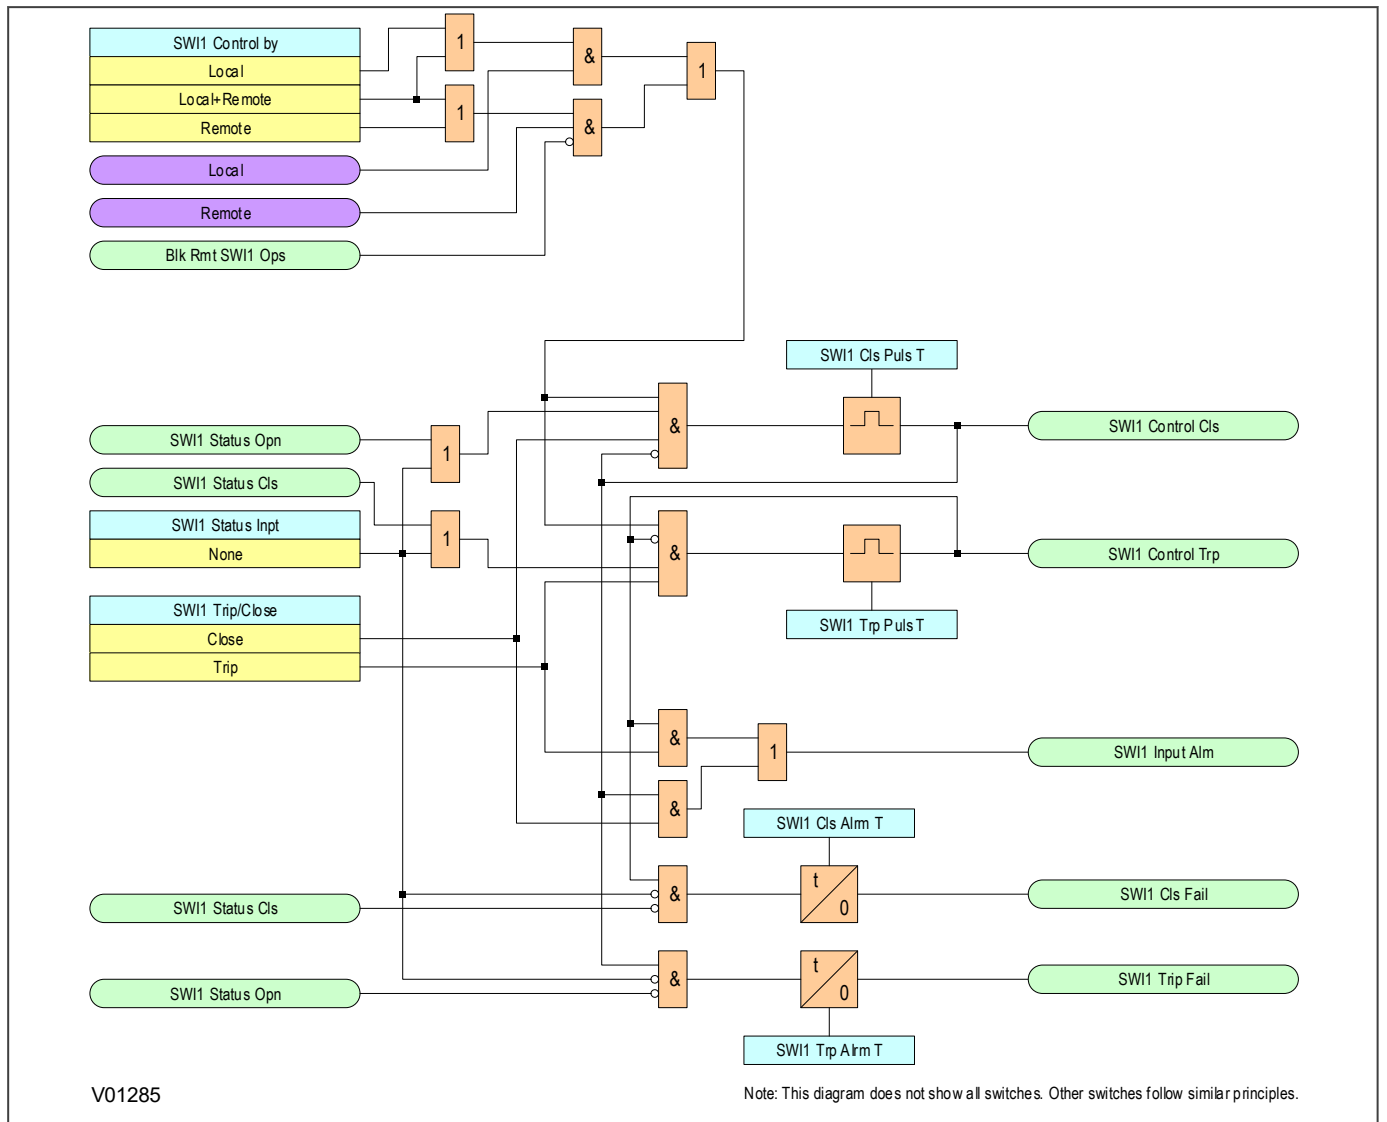 SWI1 Control by
Local
Local+Remote
Remote
Local
Remote
Blk Rmt SWI1 Ops
1
1
&
&
1
SWI1 Cls Puls T
SWI1 Status Opn
SWI1 Status Cls
SWI1 Status Inpt
None
1
1
&
&
SWI1 Control Cls
SWI1 Control Trp
SWI1 Trp Puls T
SWI1 Trip/Close
Close
Trip
&
&
1
SWI1 Input Alm
SWI1 Cls Alrm T
SWI1 Status Cls
&
t
0
SWI1 Cls Fail
SWI1 Status Opn
&
t
0
SWI1 Trip Fail
SWI1 Trp Alrm T
V01285
Note: This diagram does not show all switches. Other switches follow similar principles.